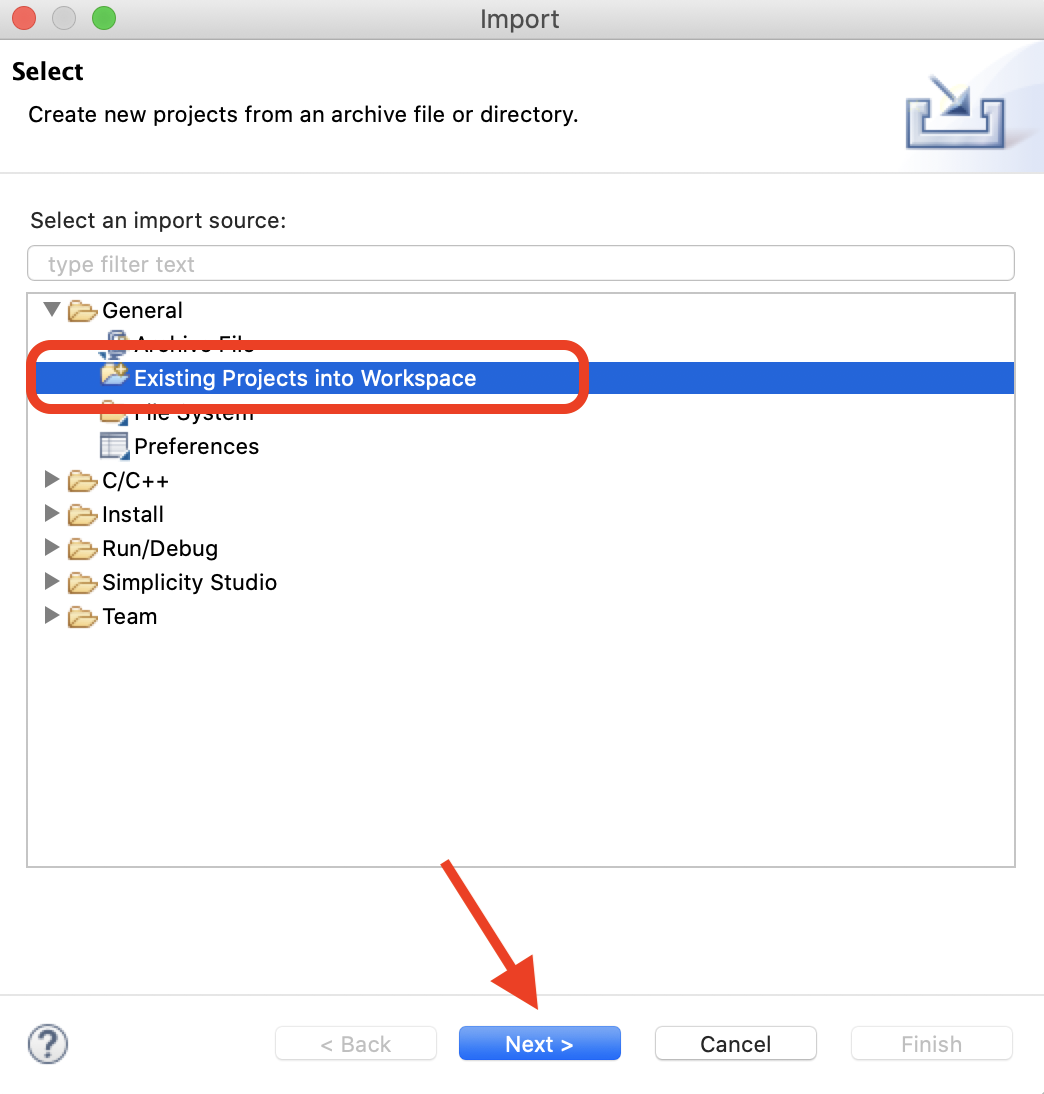 Import
Select
Create new projects from an archive file or directory.
Select an import source:
type filter text
General
Archive File
Existing Projects into Workspace
File System
Preferences
C/C++
Install
Run/Debug
Simplicity Studio
Team
?
< Back
Next >
Cancel
Finish